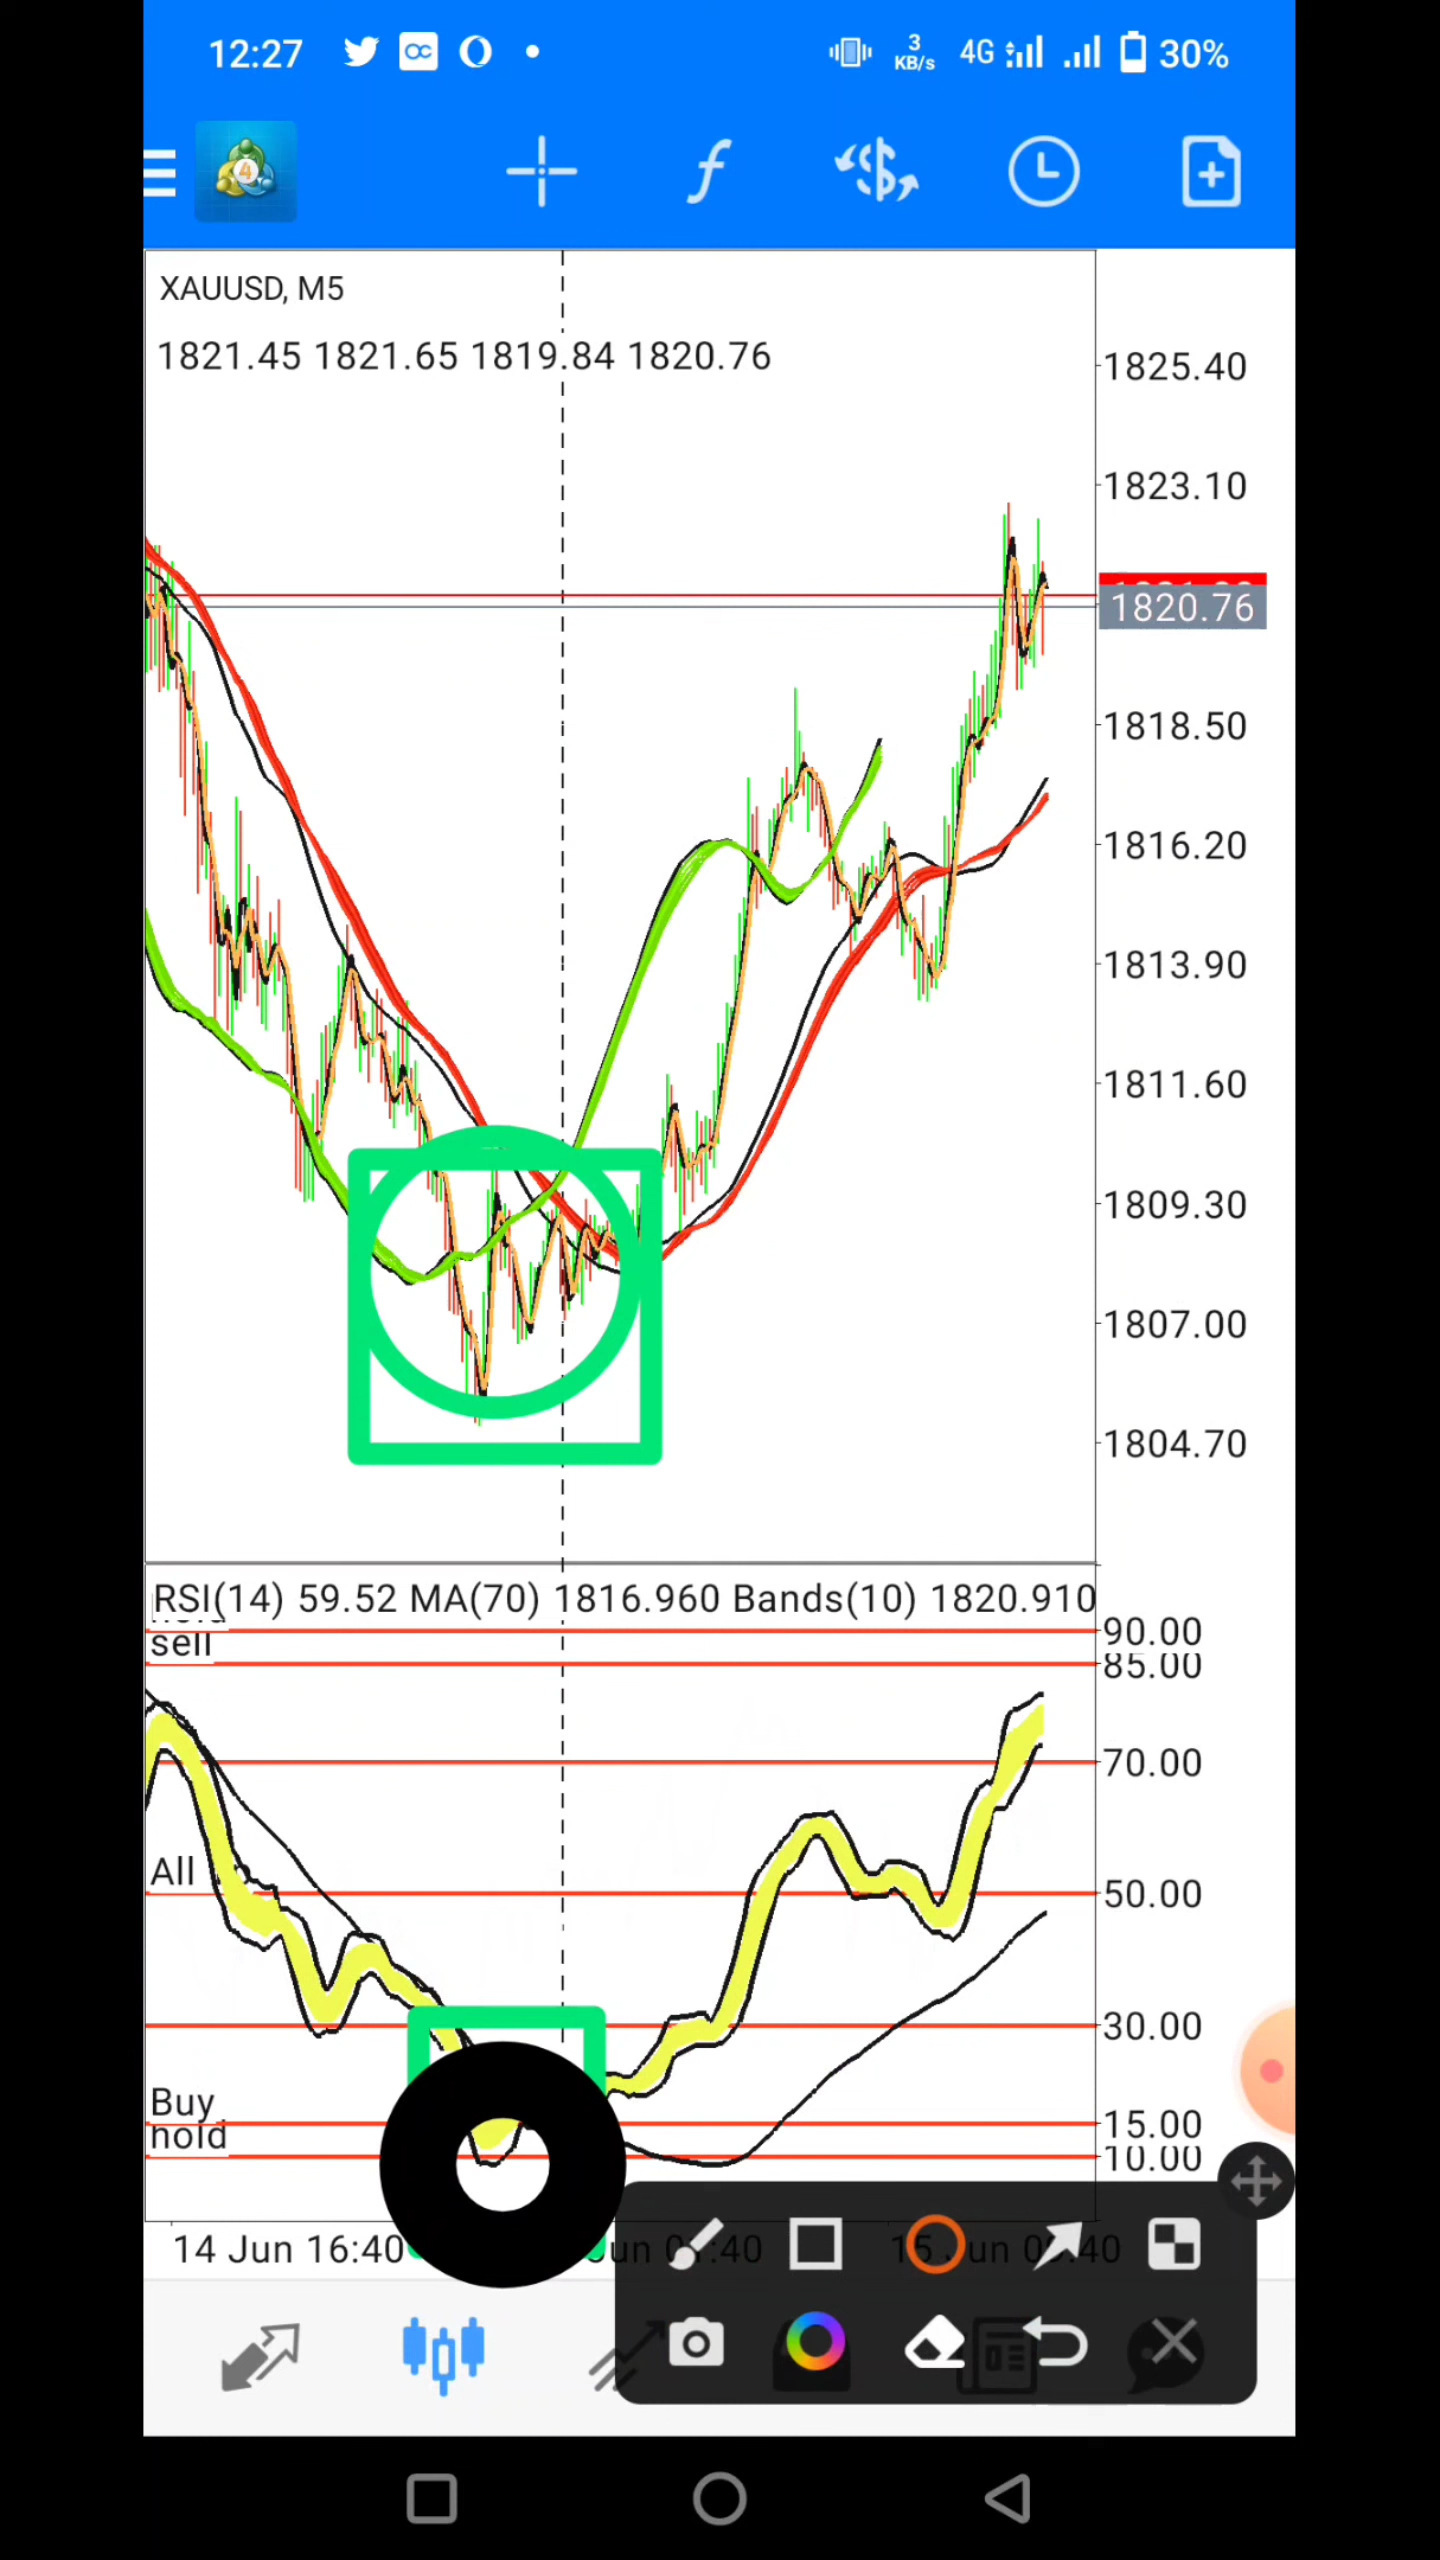 12:27 3 KB/s 4G 30%
4
XAUUSD, M5
1821.45 1821.65 1819.84 1820.76
1825.40
1823.10
1820.76
1818.50
1816.20
1813.90
1811.60
1809.30
1807.00
1804.70
RSI(14) 59.52 MA(70) 1816.960 Bands(10) 1820.910
90.00
sell
85.00
70.00
All
50.00
30.00
Buy
15.00
hold
10.00
14 Jun 16:40